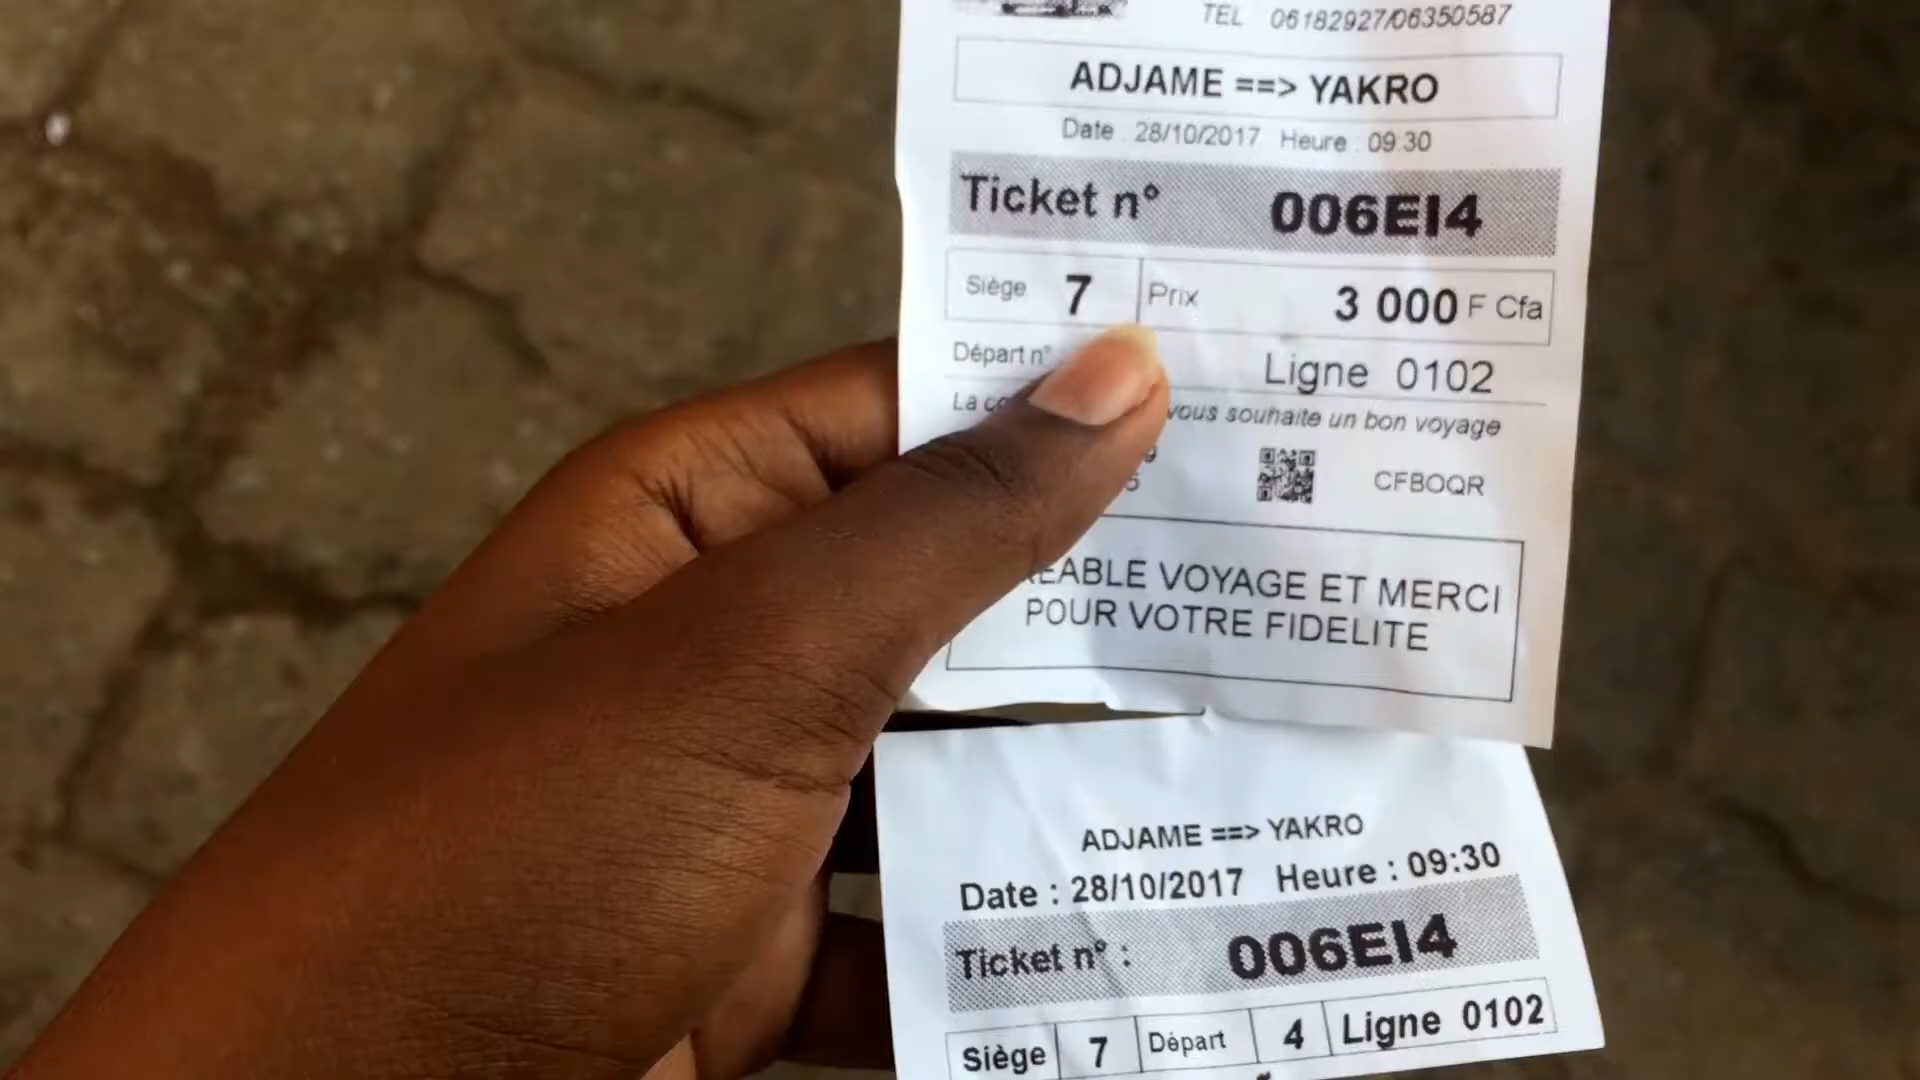 TEL 06182927/06350587
ADJAME ==> YAKRO
Date : 28/10/2017 Heure : 09:30
Ticket n° 006EI4
Siège 7 Prix 3 000 F Cfa
Départ n° Ligne 0102
La vous souhaite un bon voyage
CFBOQR
VOYAGE ET MERCI
POUR VOTRE FIDELITE
ADJAME ==> YAKRO
Date : 28/10/2017 Heure : 09:30
Ticket n° : 006EI4
Siège 7 Départ 4 Ligne 0102